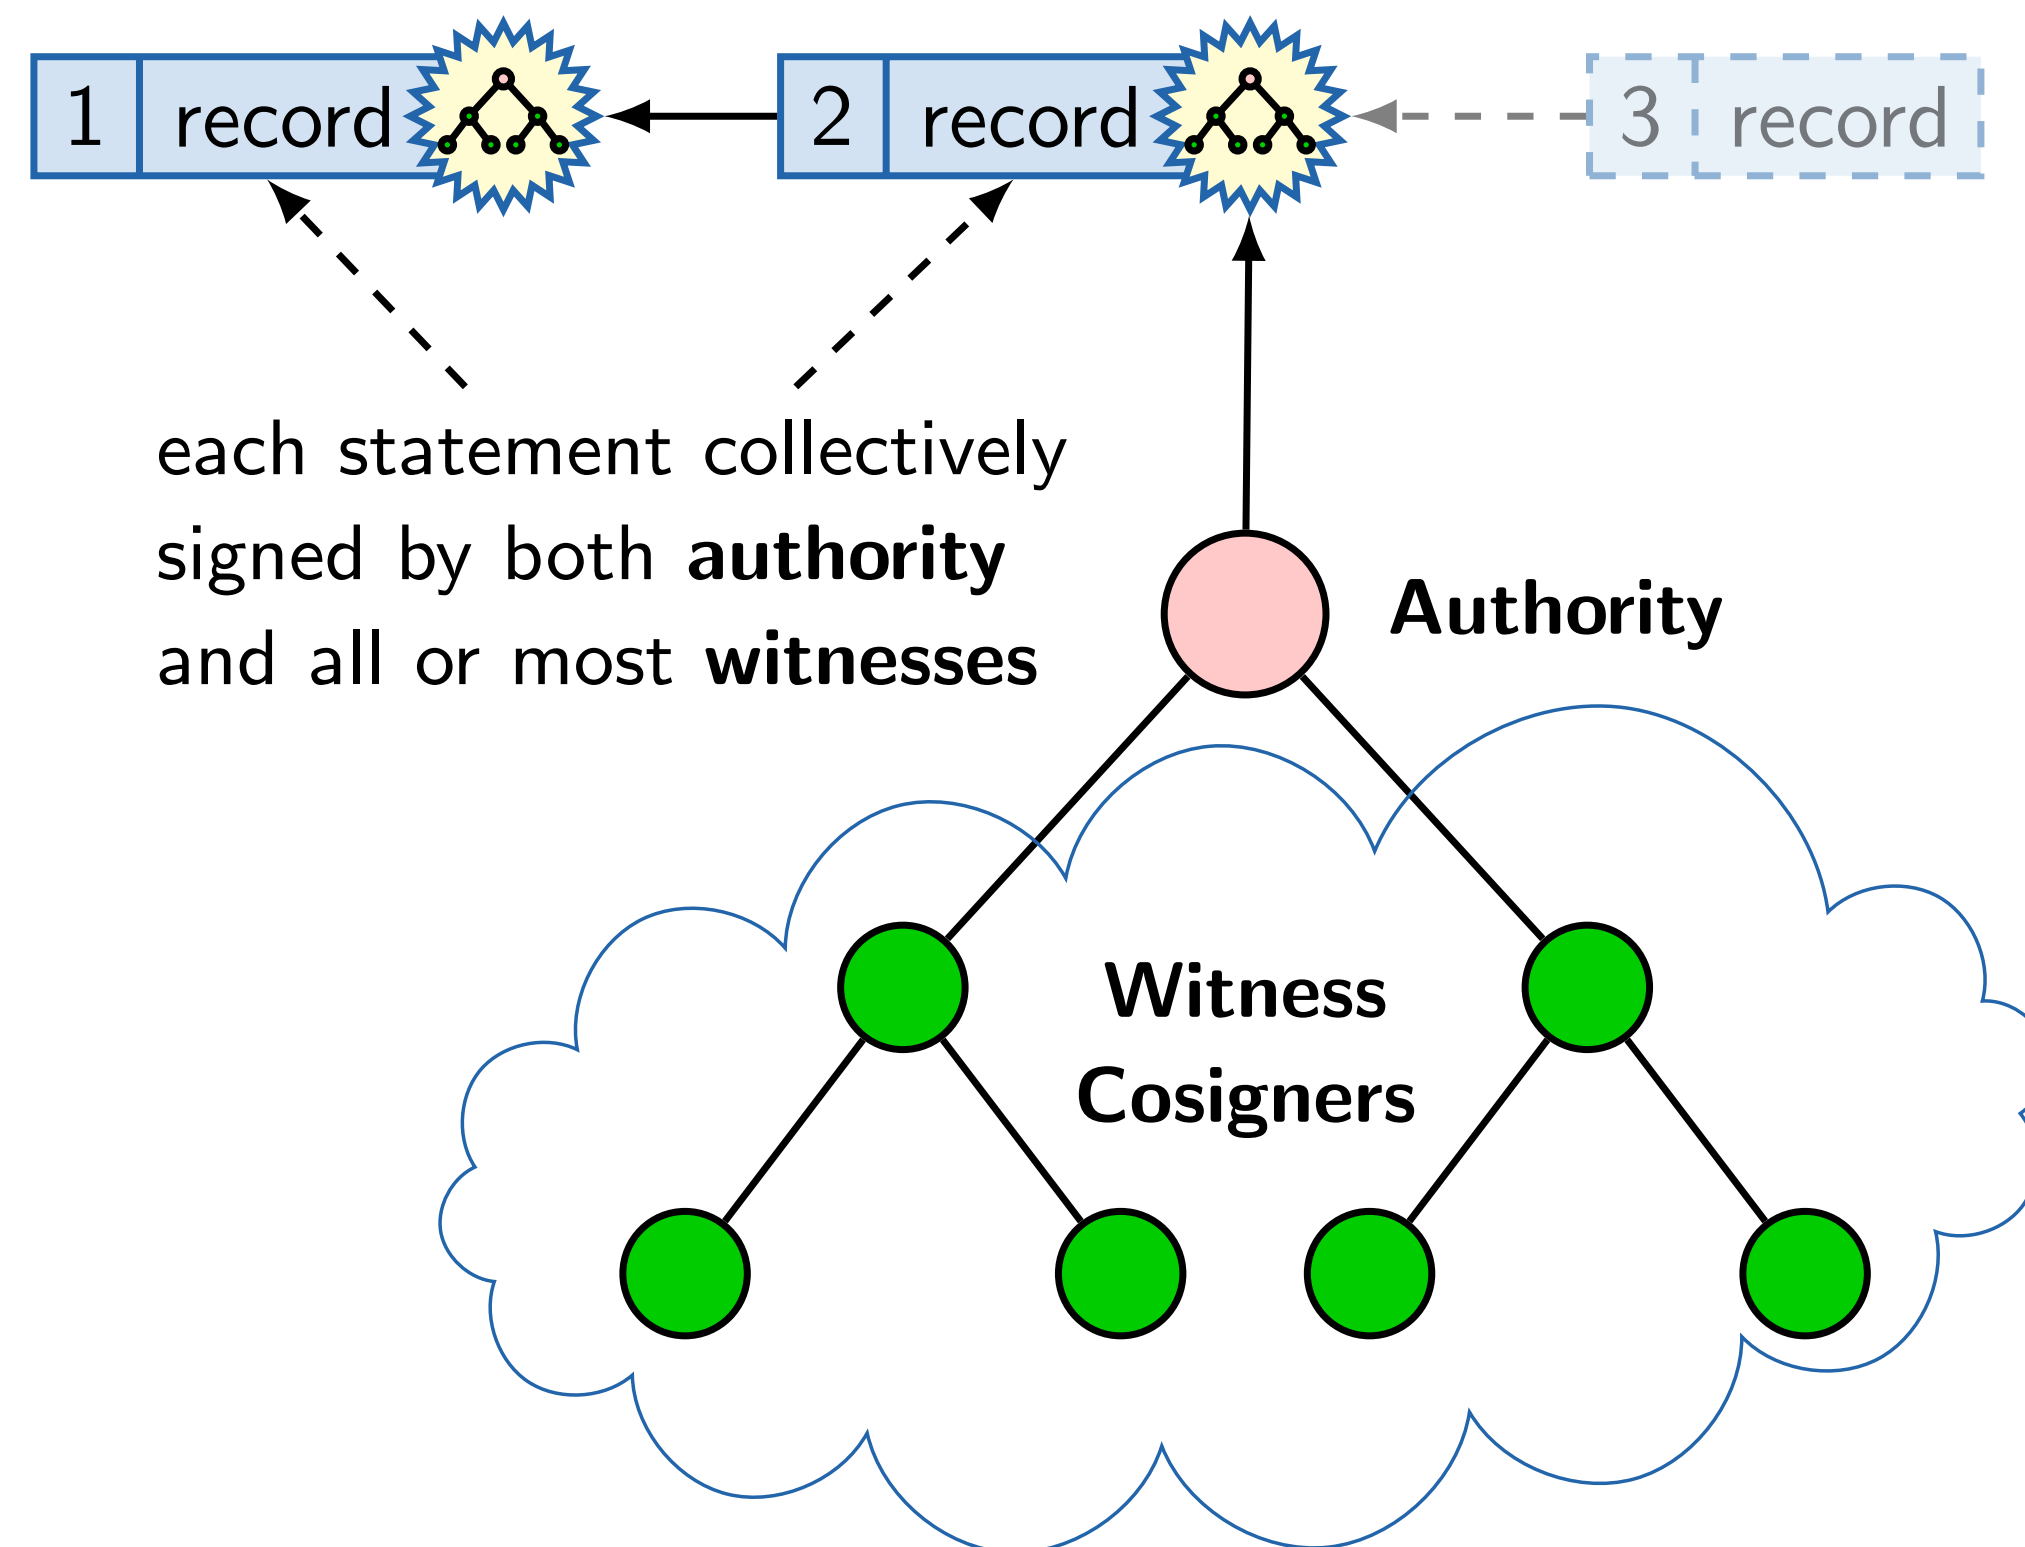 1 record 2 record 3 record
each statement collectively
signed by both authority
and all or most witnesses
Authority
Witness
Cosigners